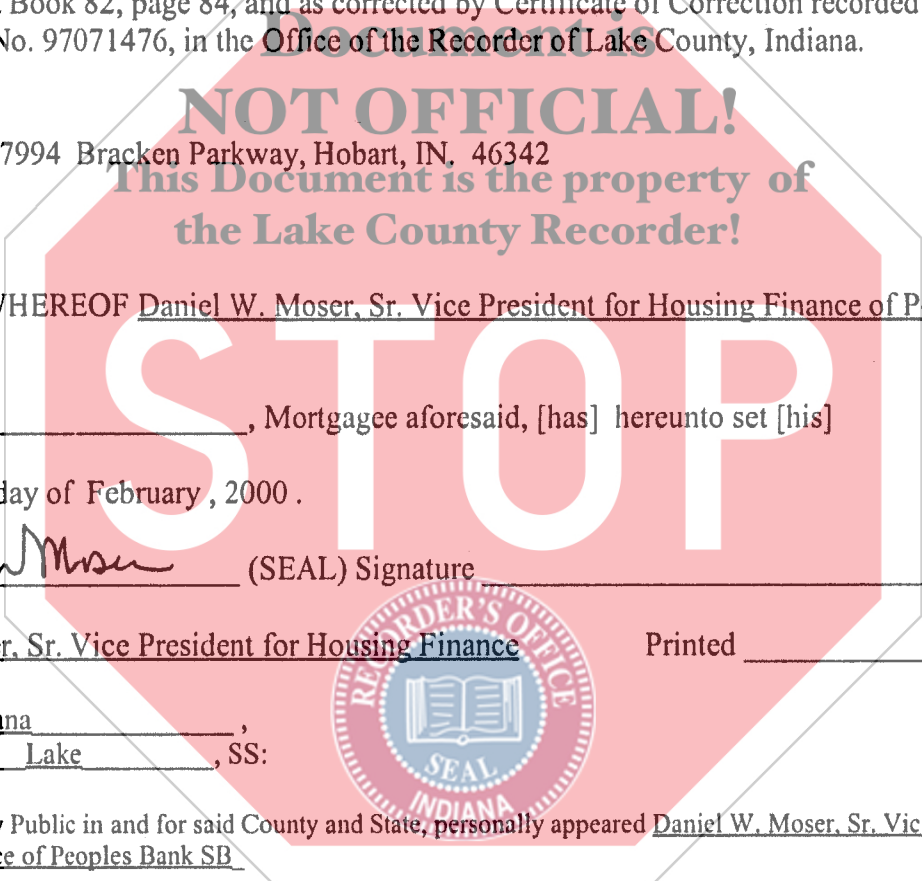 Book 82, page 84, and as corrected by Certificate of Correction recorded
No. 97071476, in the Office of the Recorder of Lake County, Indiana.
Document is
NOT OFFICIAL!
7994 Bracken Parkway, Hobart, IN. 46342
This Document is the property of
the Lake County Recorder!
WHEREOF Daniel W. Moser, Sr. Vice President for Housing Finance of P
STOP
, Mortgagee aforesaid, [has] hereunto set [his]
day of February , 2000 .
Moser (SEAL) Signature
r, Sr. Vice President for Housing Finance Printed
RECORDER'S OFFICE
SEAL
INDIANA
ana ,
Lake , SS:
Public in and for said County and State, personally appeared Daniel W. Moser, Sr. Vic
ce of Peoples Bank SB